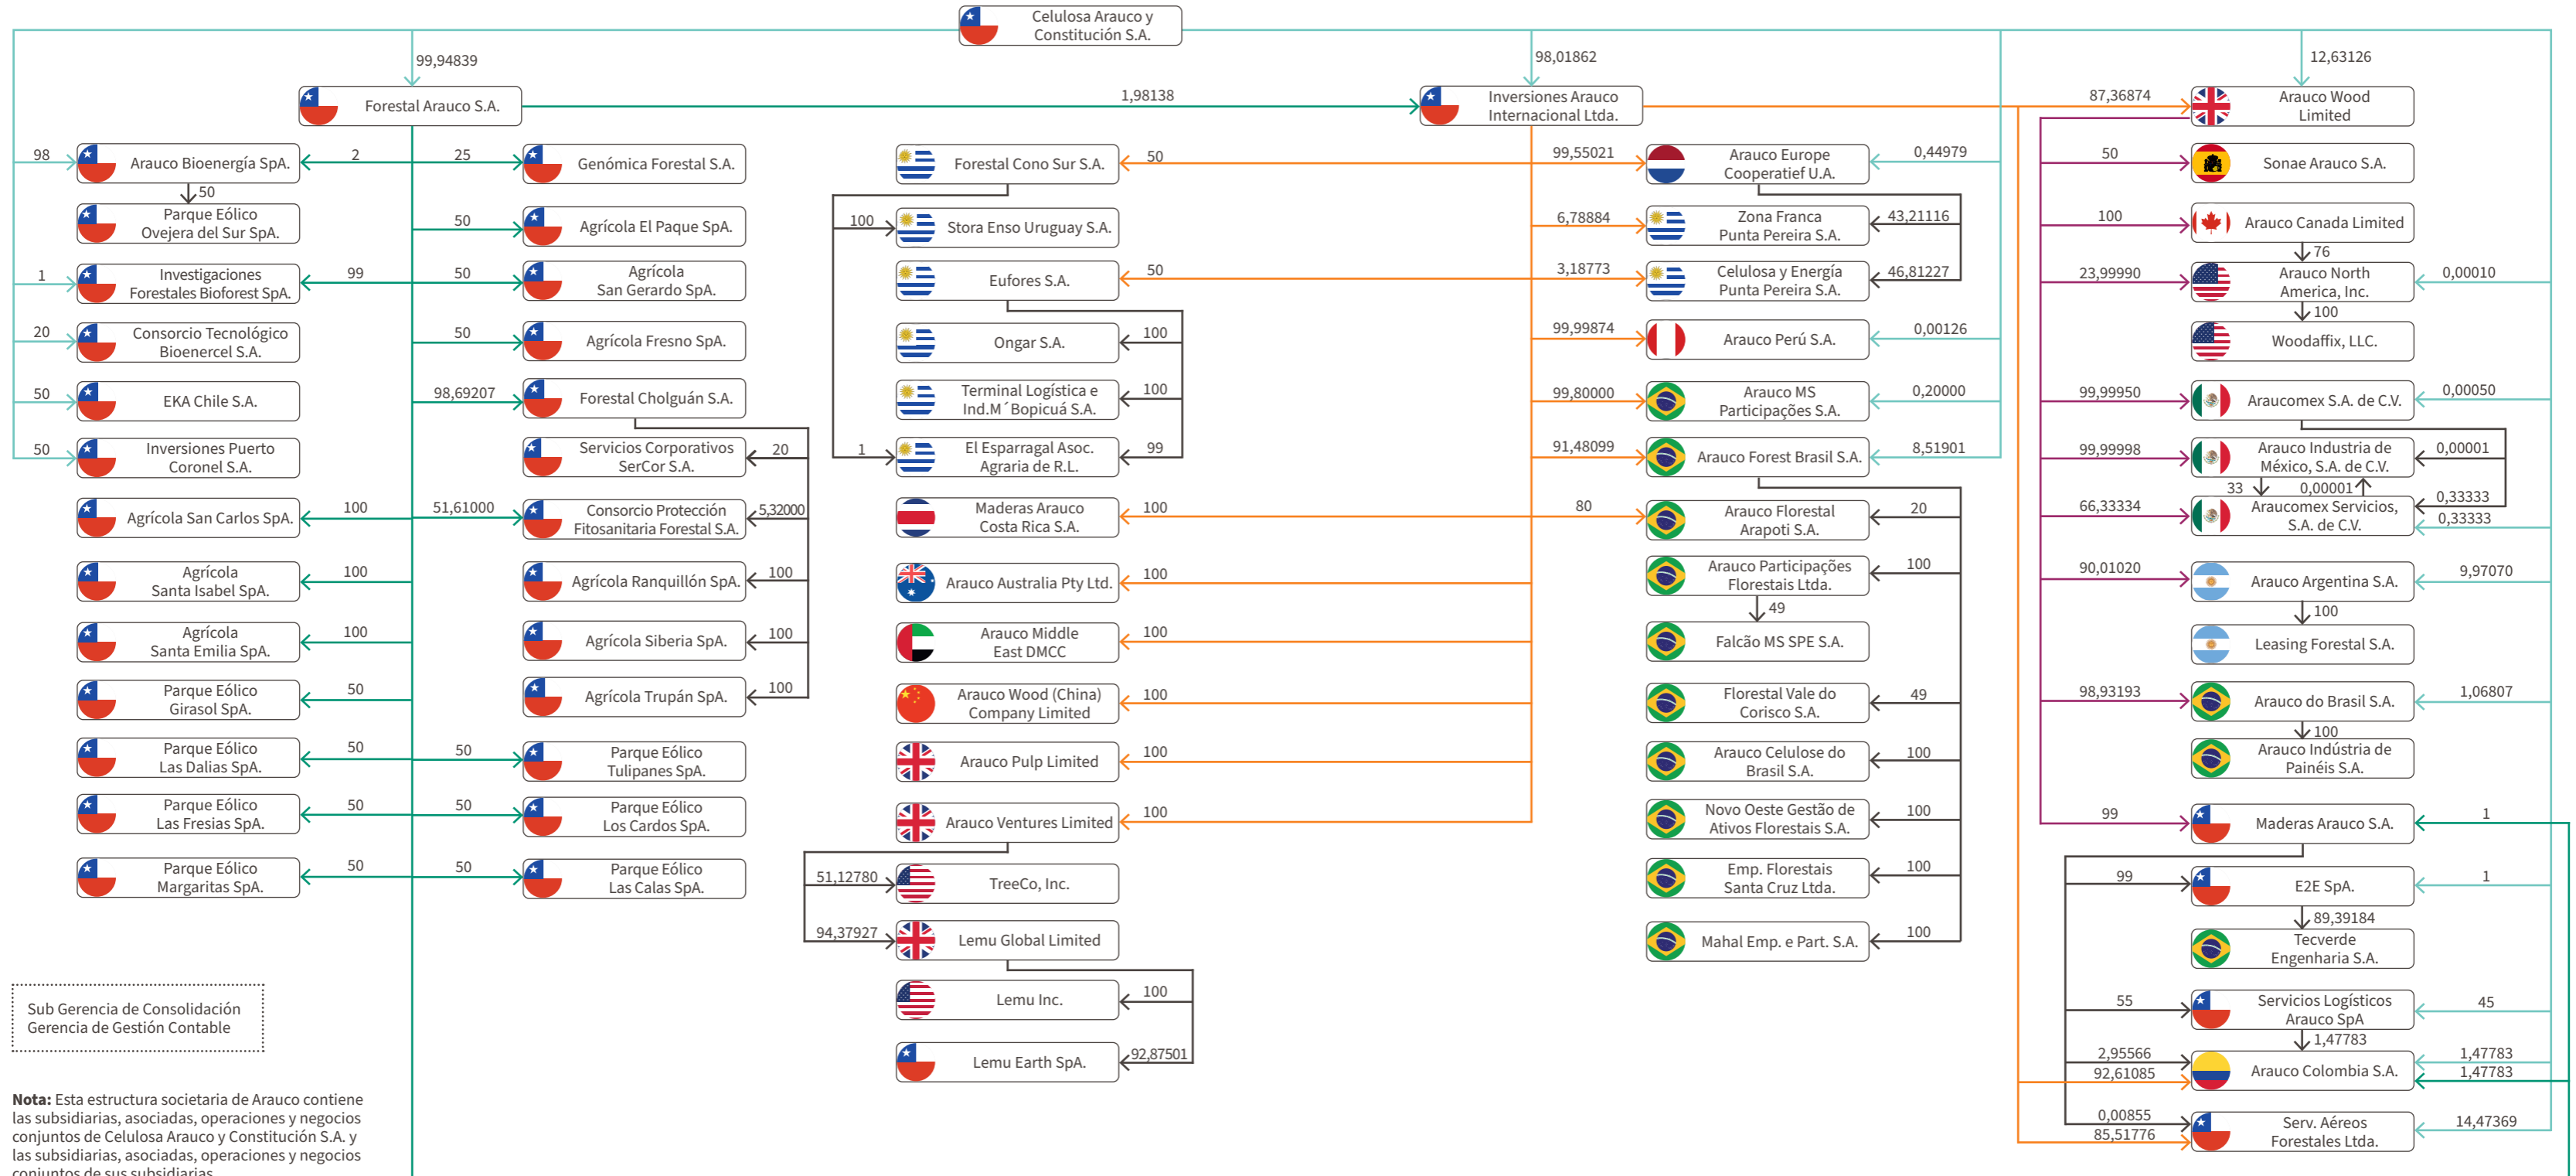 Celulosa Arauco y
Constitución S.A.
99,94839
98,01862
12,63126
Forestal Arauco S.A.
1,98138
Inversiones Arauco
Internacional Ltda.
87,36874
Arauco Wood
Limited
98
Arauco Bioenergía SpA.
2
25
Genómica Forestal S.A.
50
Parque Eólico
Ovejera del Sur SpA.
50
Agrícola El Paque SpA.
1
Investigaciones
Forestales Bioforest SpA.
99
50
Agrícola
San Gerardo SpA.
20
Consorcio Tecnológico
Bioenercel S.A.
50
Agrícola Fresno SpA.
50
EKA Chile S.A.
98,69207
Forestal Cholguán S.A.
50
Inversiones Puerto
Coronel S.A.
Servicios Corporativos
SerCor S.A.
20
Agrícola San Carlos SpA.
100
51,61000
Consorcio Protección
Fitosanitaria Forestal S.A.
5,32000
Agrícola
Santa Isabel SpA.
100
Agrícola Ranquillón SpA.
100
Agrícola
Santa Emilia SpA.
100
Agrícola Siberia SpA.
100
Parque Eólico
Girasol SpA.
50
Agrícola Trupán SpA.
100
Parque Eólico
Las Dalias SpA.
50
50
Parque Eólico
Tulipanes SpA.
Parque Eólico
Las Fresias SpA.
50
50
Parque Eólico
Los Cardos SpA.
Parque Eólico
Margaritas SpA.
50
50
Parque Eólico
Las Calas SpA.
Forestal Cono Sur S.A.
50
100
Stora Enso Uruguay S.A.
Eufores S.A.
50
Ongar S.A.
100
Terminal Logística e
Ind.M´Bopicuá S.A.
100
1
El Esparragal Asoc.
Agraria de R.L.
99
Maderas Arauco
Costa Rica S.A.
100
Arauco Australia Pty Ltd.
100
Arauco Middle
East DMCC
100
Arauco Wood (China)
Company Limited
100
Arauco Pulp Limited
100
Arauco Ventures Limited
100
51,12780
TreeCo, Inc.
94,37927
Lemu Global Limited
Lemu Inc.
100
Lemu Earth SpA.
92,87501
99,55021
Arauco Europe
Cooperatief U.A.
0,44979
6,78884
Zona Franca
Punta Pereira S.A.
43,21116
3,18773
Celulosa y Energía
Punta Pereira S.A.
46,81227
99,99874
Arauco Perú S.A.
0,00126
99,80000
Arauco MS
Participações S.A.
0,20000
91,48099
Arauco Forest Brasil S.A.
8,51901
80
Arauco Florestal
Arapoti S.A.
20
Arauco Participações
Florestais Ltda.
100
49
Falcão MS SPE S.A.
Florestal Vale do
Corisco S.A.
49
Arauco Celulose do
Brasil S.A.
100
Novo Oeste Gestão de
Ativos Florestais S.A.
100
Emp. Florestais
Santa Cruz Ltda.
100
Mahal Emp. e Part. S.A.
100
50
Sonae Arauco S.A.
100
Arauco Canada Limited
76
23,99990
Arauco North
America, Inc.
0,00010
100
Woodaffix, LLC.
99,99950
Araucomex S.A. de C.V.
0,00050
99,99998
Arauco Industria de
México, S.A. de C.V.
0,00001
33
0,00001
66,33334
Araucomex Servicios,
S.A. de C.V.
0,33333
0,33333
90,01020
Arauco Argentina S.A.
9,97070
100
Leasing Forestal S.A.
98,93193
Arauco do Brasil S.A.
1,06807
100
Arauco Indústria de
Painéis S.A.
99
Maderas Arauco S.A.
1
99
E2E SpA.
1
89,39184
Tecverde
Engenharia S.A.
55
Servicios Logísticos
Arauco SpA
45
1,47783
2,95566
92,61085
Arauco Colombia S.A.
1,47783
1,47783
0,00855
85,51776
Serv. Aéreos
Forestales Ltda.
14,47369
Sub Gerencia de Consolidación
Gerencia de Gestión Contable
Nota: Esta estructura societaria de Arauco contiene
las subsidiarias, asociadas, operaciones y negocios
conjuntos de Celulosa Arauco y Constitución S.A. y
las subsidiarias, asociadas, operaciones y negocios
conjuntos de sus subsidiarias